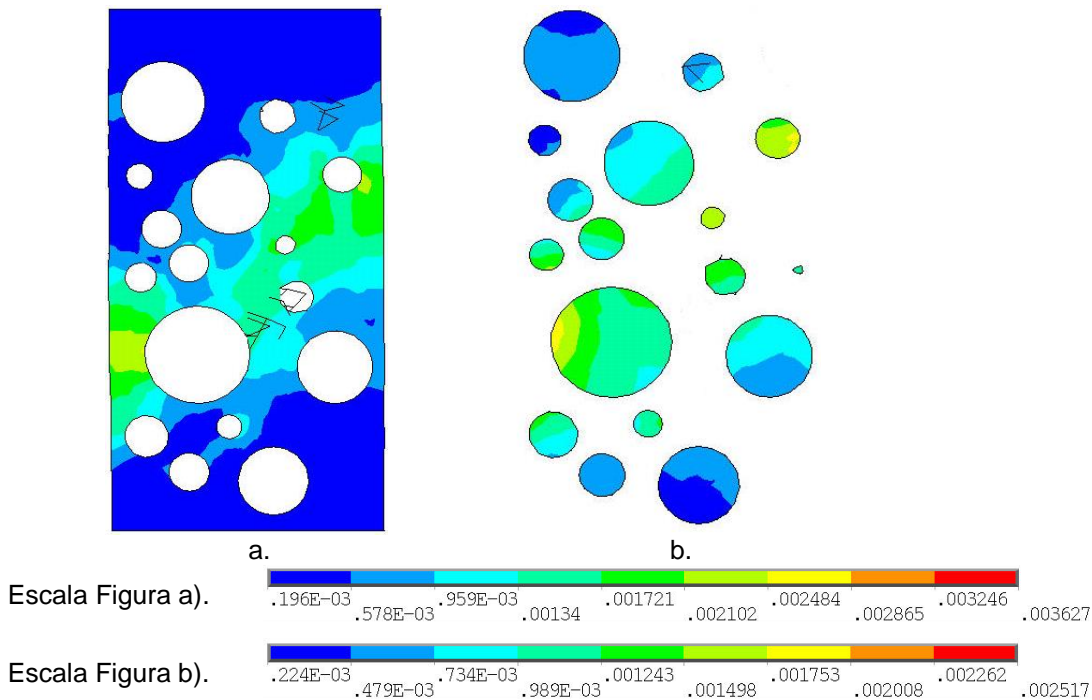 a.
b.
Escala Figura a).
.196E-03 .959E-03 .001721 .002484 .003246
.578E-03 .00134 .002102 .002865 .003627
Escala Figura b).
.224E-03 .734E-03 .001243 .001753 .002262
.479E-03 .989E-03 .001498 .002008 .002517